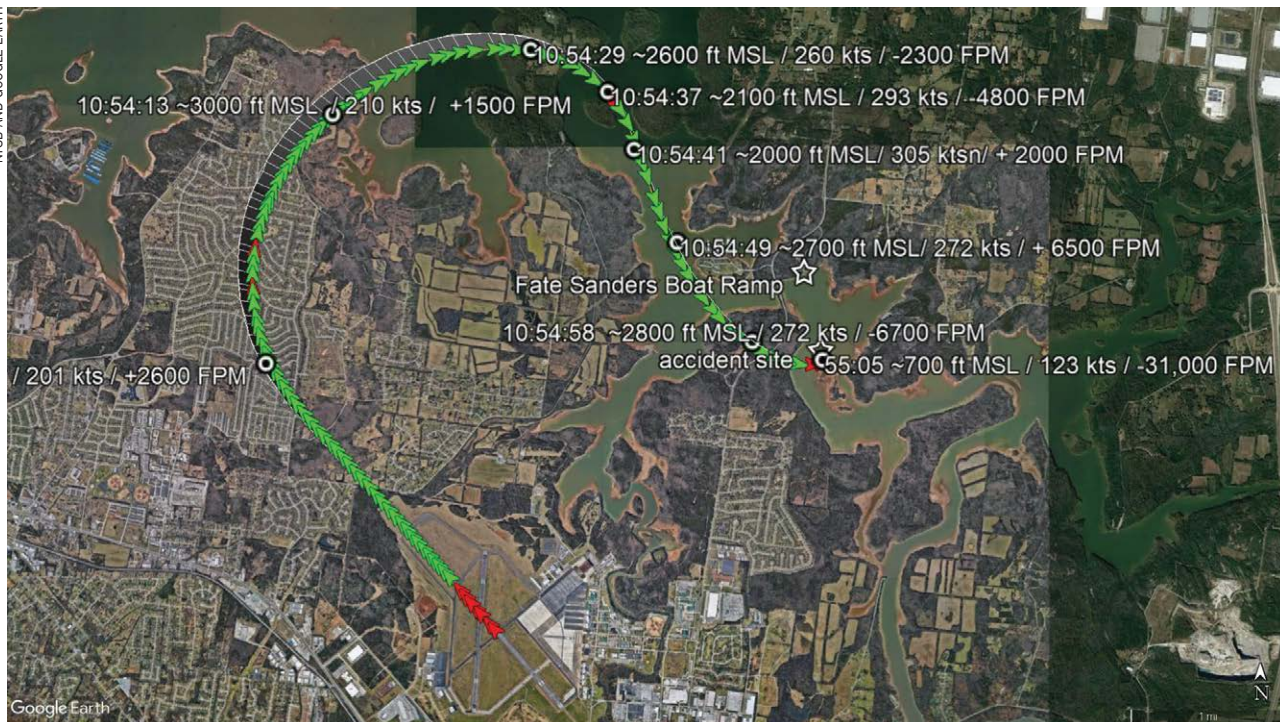 10:54:29 ~2600 ft MSL / 260 kts / -2300 FPM
10:54:13 ~3000 ft MSL / 210 kts / +1500 FPM
10:54:37 ~2100 ft MSL / 293 kts / -4800 FPM
10:54:41 ~2000 ft MSL/ 305 ktsn/ + 2000 FPM
10:54:49 ~2700 ft MSL/ 272 kts / + 6500 FPM
Fate Sanders Boat Ramp
10:54:58 ~2800 ft MSL / 272 kts / -6700 FPM
accident site
55:05 ~700 ft MSL / 123 kts / -31,000 FPM
/ 201 kts / +2600 FPM
N
Google Earth
1 mi